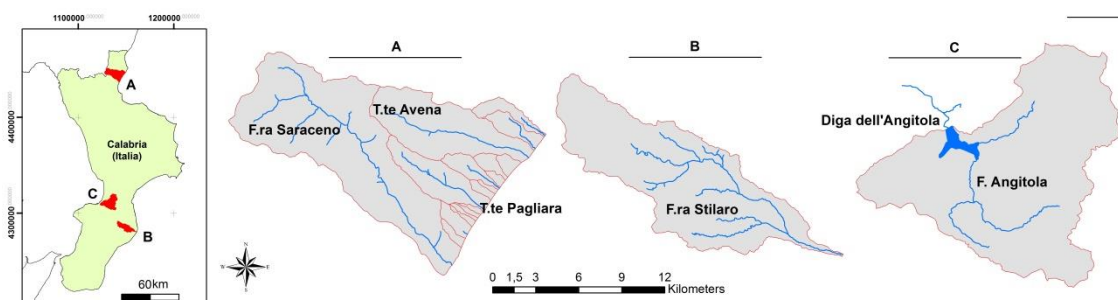 1100000
1200000
4400000
4300000
A
Calabria
(Italia)
C
B
60km
A
T.te Avena
F.ra Saraceno
T.te Pagliara
N
W
E
S
B
F.ra Stilaro
0 1,5 3 6 9 12
Kilometers
C
Diga dell'Angitola
F. Angitola